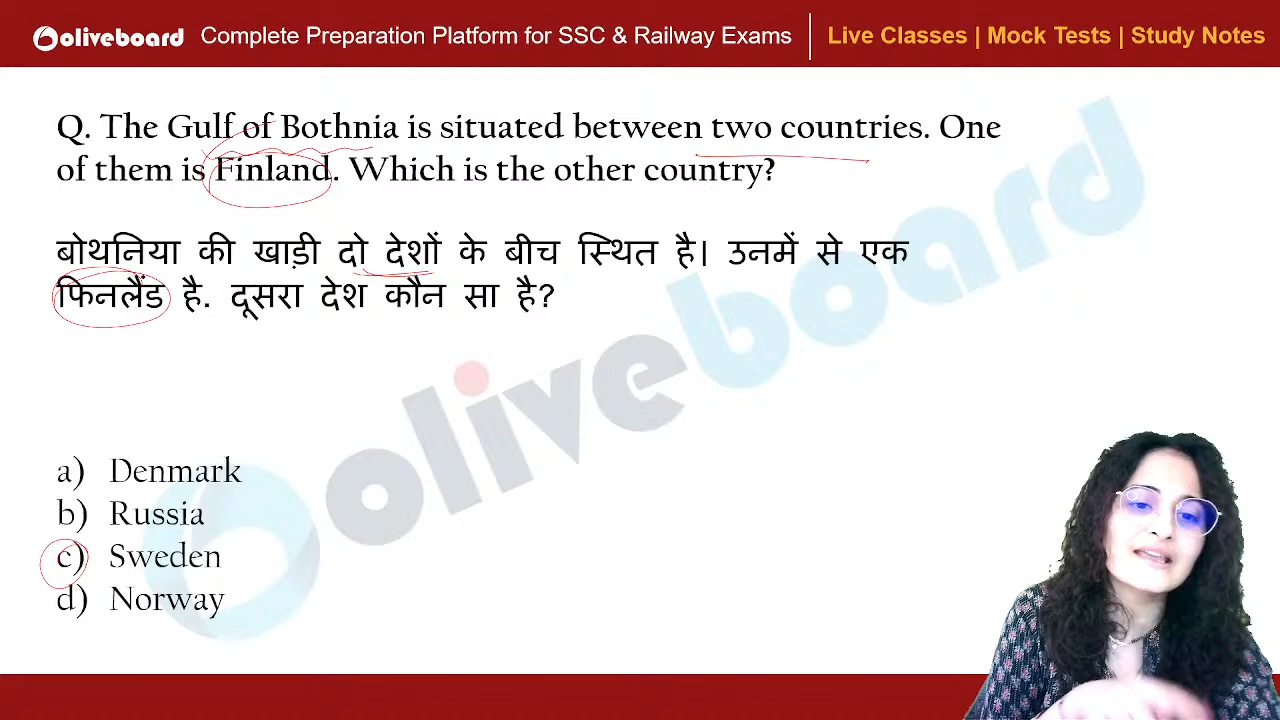 oliveboard Complete Preparation Platform for SSC & Railway Exams Live Classes | Mock Tests | Study Notes
Q. The Gulf of Bothnia is situated between two countries. One
of them is Finland. Which is the other country?
बोथनिया की खाड़ी दो देशों के बीच स्थित है। उनमें से एक
फिनलैंड है. दूसरा देश कौन सा है?
oliveboard
a) Denmark
b) Russia
c) Sweden
d) Norway